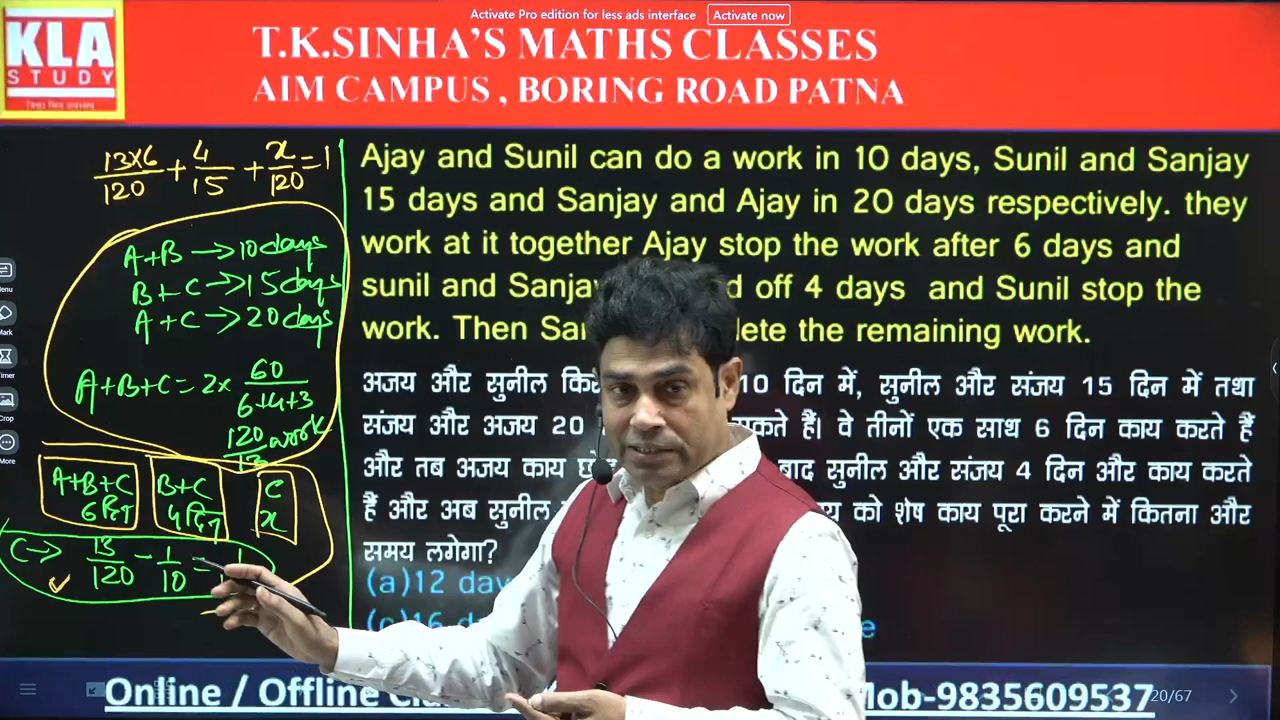 Activate Pro edition for less ads interface
Activate now
KLA
STUDY
T.K.SINHA'S MATHS CLASSES
AIM CAMPUS , BORING ROAD PATNA
13×6/120 + 4/15 + x/120 = 1
A+B → 10 days
B+C → 15 days
A+C → 20 days
A+B+C = 2× 60/6+4+3
120/13 work
A+B+C
6 दिन
B+C
4 दिन
C
x
C → 13/120 - 1/10 =
Ajay and Sunil can do a work in 10 days, Sunil and Sanjay
15 days and Sanjay and Ajay in 20 days respectively. they
work at it together Ajay stop the work after 6 days and
sunil and off 4 days and Sunil stop the
work. Then the remaining work.
अजय और सुनील 10 दिन में, सुनील और संजय 15 दिन में तथा
संजय और अजय 20 सकते हैं। वे तीनों एक साथ 6 दिन काय करते हैं
और तब अजय काय बाद सुनील और संजय 4 दिन और काय करते
हैं और अब सुनील को शेष काय पूरा करने में कितना और
समय लगेगा?
(a)12
(c)16
Online / Offline
Mob-9835609537
20/67
Menu
Mark
Timer
Crop
More